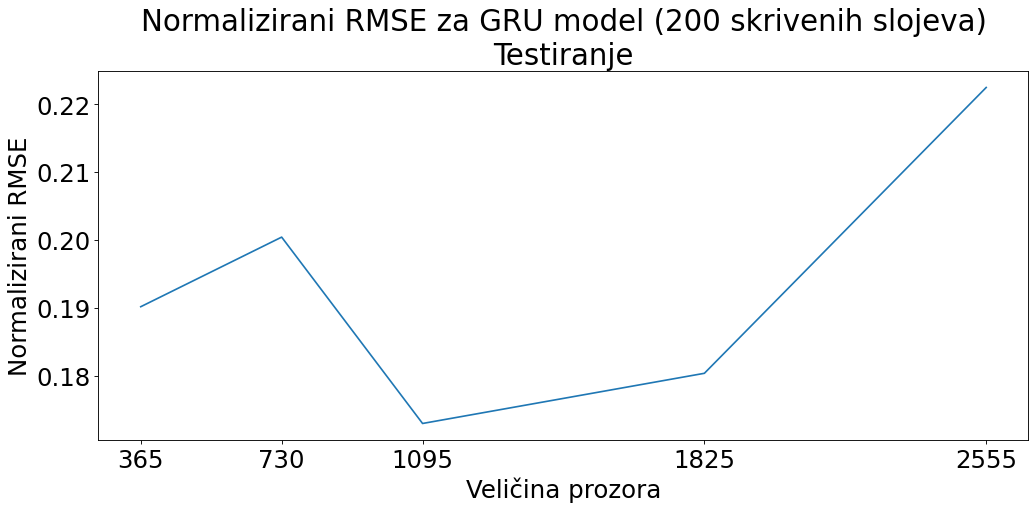 Normalizirani RMSE za GRU model (200 skrivenih slojeva)
Testiranje
Normalizirani RMSE
0.22
0.21
0.20
0.19
0.18
365 730 1095 1825 2555
Veličina prozora